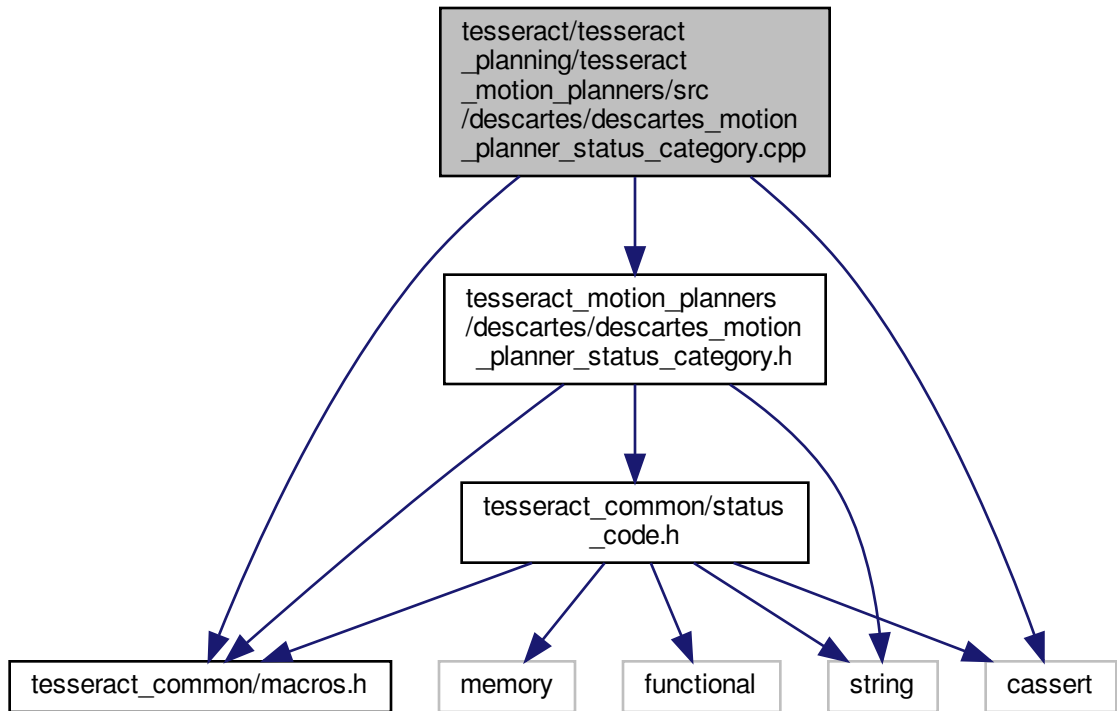 tesseract/tesseract
_planning/tesseract
_motion_planners/src
/descartes/descartes_motion
_planner_status_category.cpp
tesseract_motion_planners
/descartes/descartes_motion
_planner_status_category.h
tesseract_common/status
_code.h
tesseract_common/macros.h
memory
functional
string
cassert